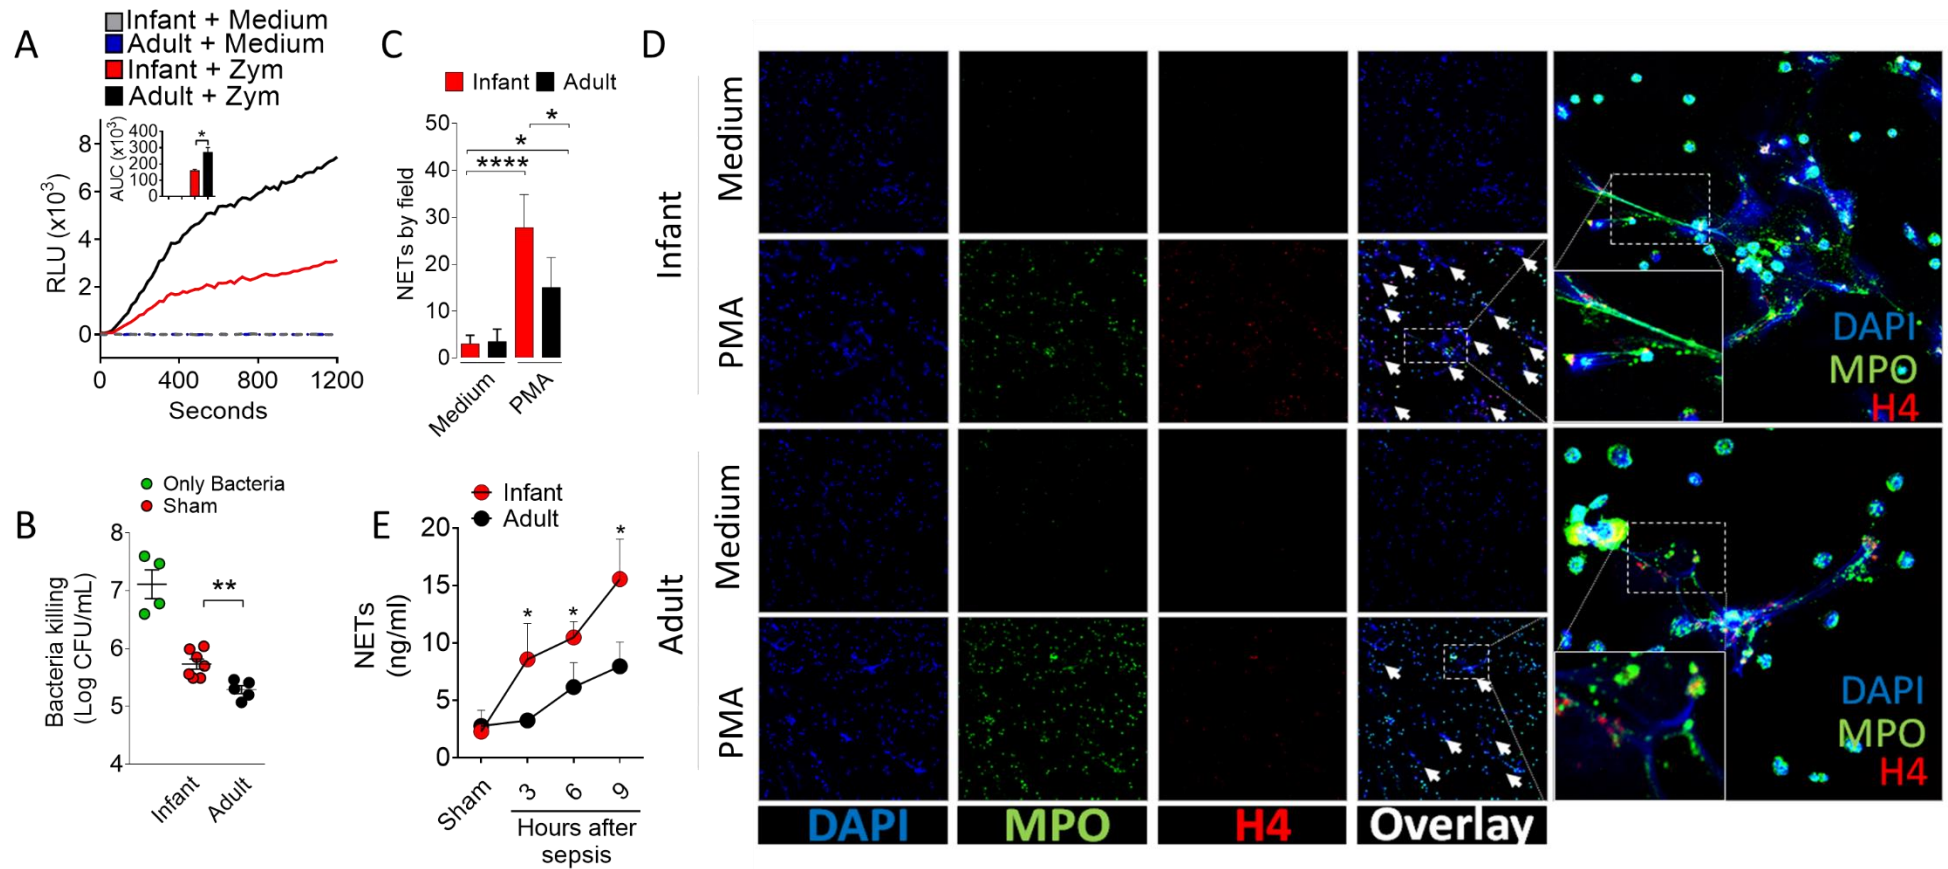 A
Infant + Medium
Adult + Medium
Infant + Zym
Adult + Zym
RLU (x10³)
8
6
4
2
0
AUC (x10³)
400
300
200
100
0
*
0 400 800 1200
Seconds
B
Only Bacteria
Sham
Bacteria killing
(Log CFU/mL)
8
7
6
5
4
**
Infant
Adult
C
Infant Adult
NETs by field
50
40
30
20
10
0
*
*
****
Medium
PMA
E
Infant
Adult
NETs
(ng/ml)
20
15
10
5
0
* * *
Sham 3 6 9
Hours after
sepsis
D
Infant
Medium
PMA
Adult
Medium
PMA
DAPI
MPO
H4
DAPI
MPO
H4
DAPI MPO H4 Overlay